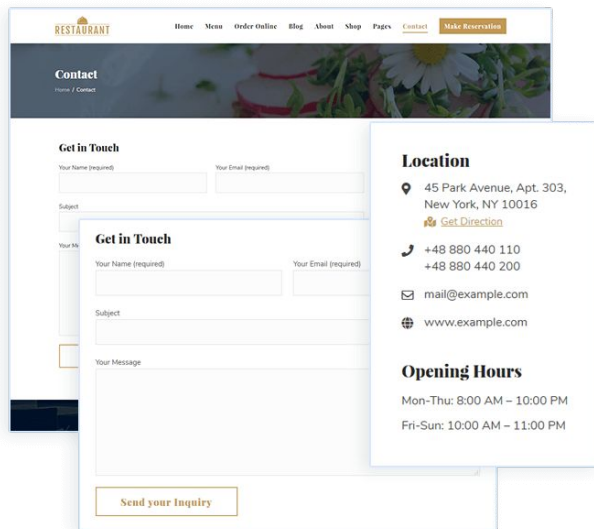 RESTAURANT
Home Menu Order Online Blog About Shop Pages Contact Make Reservation
Contact
Home / Contact
Get in Touch
Your Name (required) Your Email (required)
Subject
Your Me
Get in Touch
Your Name (required) Your Email (required)
Subject
Your Message
Send your Inquiry
Location
45 Park Avenue, Apt. 303,
New York, NY 10016
Get Direction
+48 880 440 110
+48 880 440 200
mail@example.com
www.example.com
Opening Hours
Mon-Thu: 8:00 AM – 10:00 PM
Fri-Sun: 10:00 AM – 11:00 PM